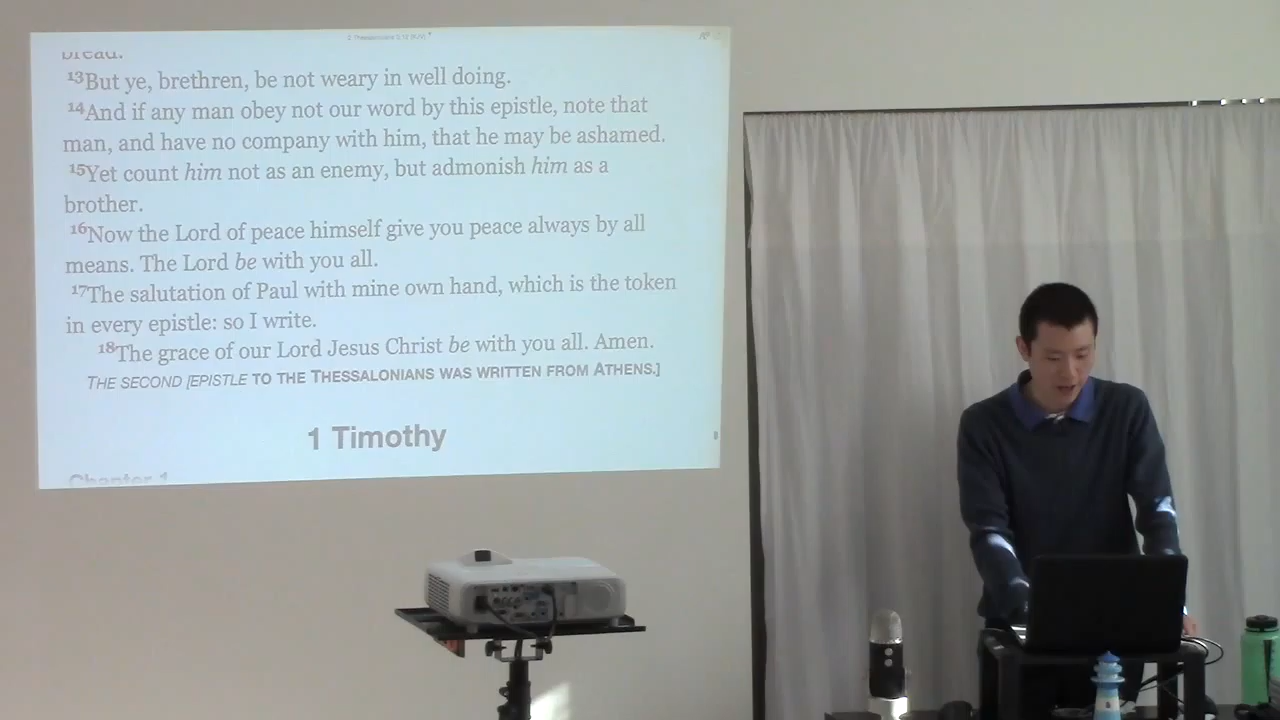 bread.
13But ye, brethren, be not weary in well doing.
14And if any man obey not our word by this epistle, note that
man, and have no company with him, that he may be ashamed.
15Yet count him not as an enemy, but admonish him as a
brother.
16Now the Lord of peace himself give you peace always by all
means. The Lord be with you all.
17The salutation of Paul with mine own hand, which is the token
in every epistle: so I write.
18The grace of our Lord Jesus Christ be with you all. Amen.
THE SECOND [EPISTLE TO THE THESSALONIANS WAS WRITTEN FROM ATHENS.]
1 Timothy
Chapter 1